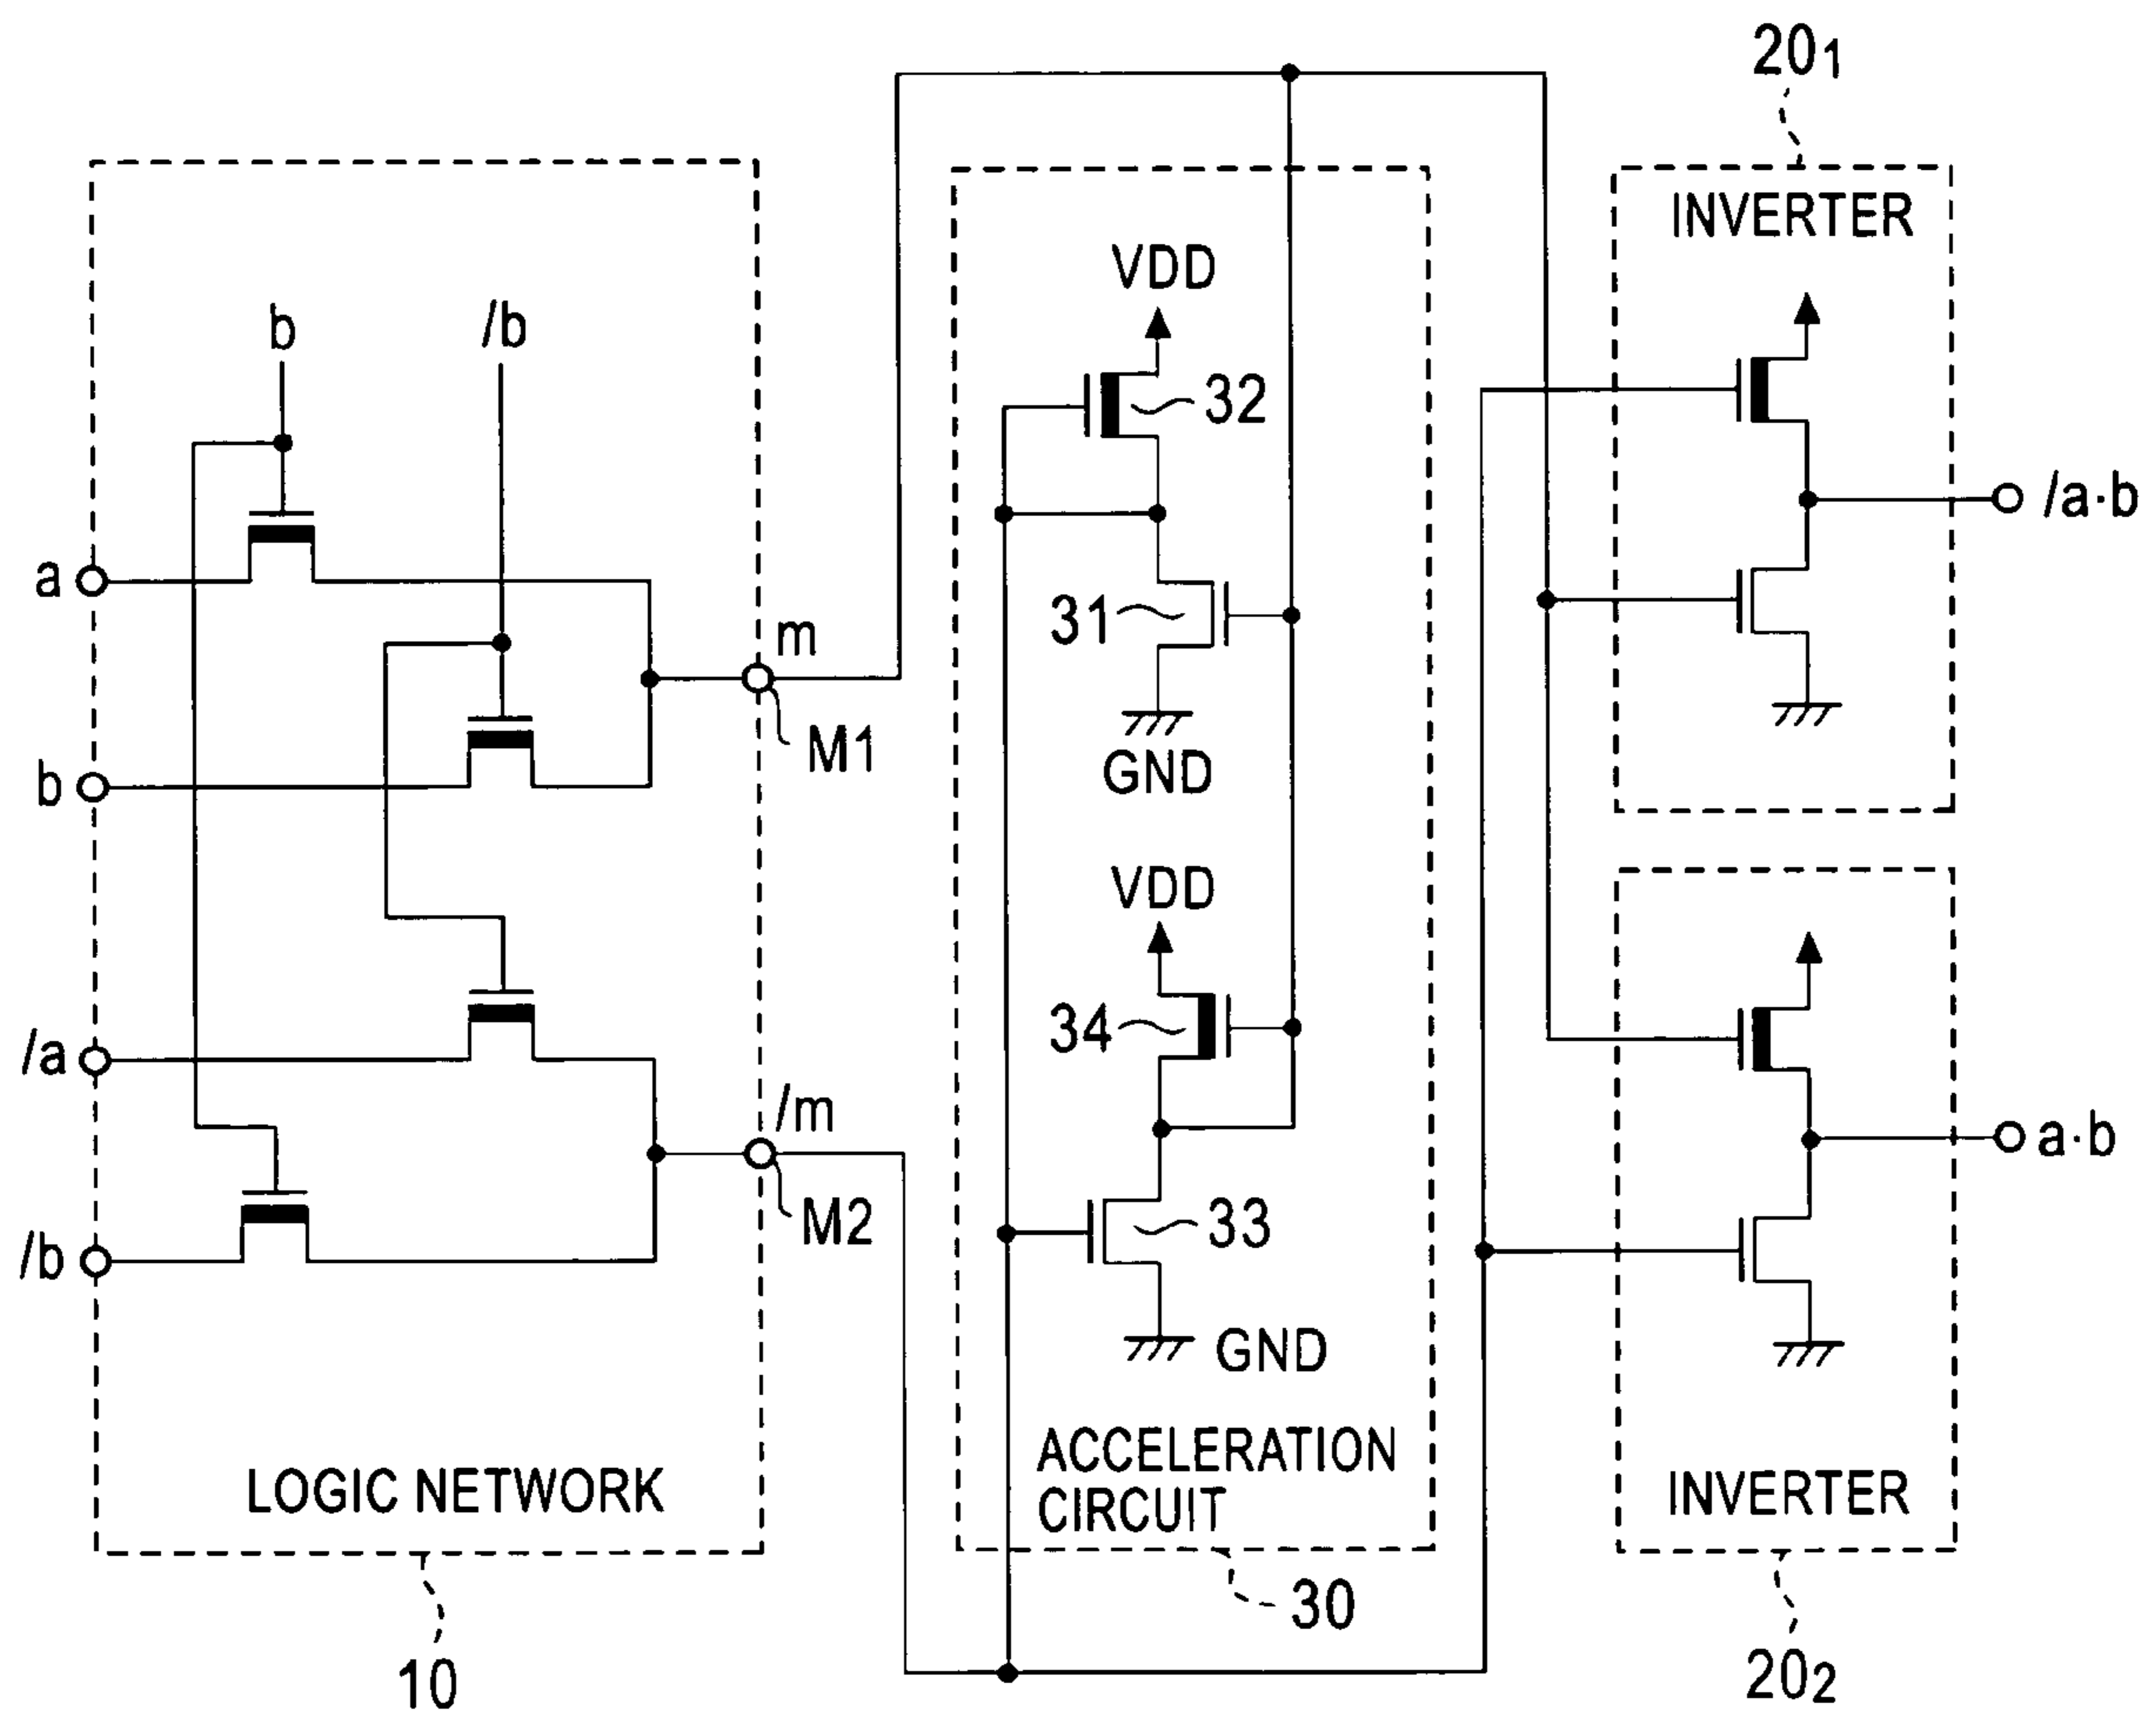 20₁
INVERTER
VDD
b
/b
32
/a·b
a
31
m
M1
b
GND
VDD
/a
34
/m
a·b
M2
33
/b
GND
ACCELERATION
CIRCUIT
LOGIC NETWORK
INVERTER
30
10
20₂